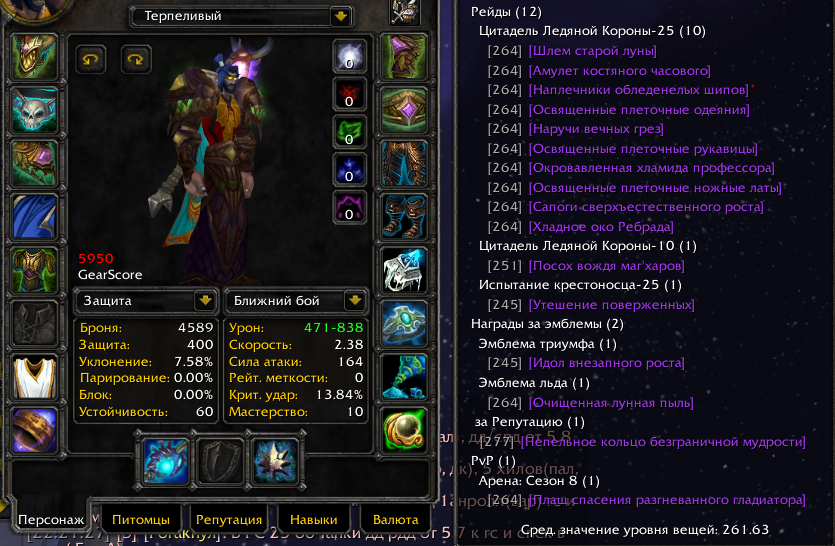 Терпеливый
0
0
0
0
0
5950
GearScore
Защита
Ближний бой
Броня: 4589
Защита: 400
Уклонение: 7.58%
Парирование: 0.00%
Блок: 0.00%
Устойчивость: 60
Урон: 471-838
Скорость: 2.38
Сила атаки: 164
Рейт. меткости: 0
Крит. удар: 13.84%
Мастерство: 10
Персонаж
Питомцы
Репутация
Навыки
Валюта
Рейды (12)
Цитадель Ледяной Короны-25 (10)
[264] [Шлем старой луны]
[264] [Амулет костяного часового]
[264] [Наплечники обледенелых шипов]*
[264] [Освященные плеточные одеяния]
[264] [Наручи вечных грез]
[264] [Освященные плеточные рукавицы]
[264] [Окровавленная хламида профессора]
[264] [Освященные плеточные ножные латы]
[264] [Сапоги сверхъестественного роста]
[264] [Хладное око Ребрада]
Цитадель Ледяной Короны-10 (1)
[251] [Посох вождя маг'харов]
Испытание крестоносца-25 (1)
[245] [Утешение поверженных]
Награды за эмблемы (2)
Эмблема триумфа (1)
[245] [Идол внезапного роста]
Эмблема льда (1)
[264] [Очищенная лунная пыль]
за Репутацию (1)
[277] [Пепельное кольцо безграничной мудрости]
PvP (1)
Арена: Сезон 8 (1)
[264] [Плащ спасения разгневанного гладиатора]
Сред. значение уровня вещей: 261.63